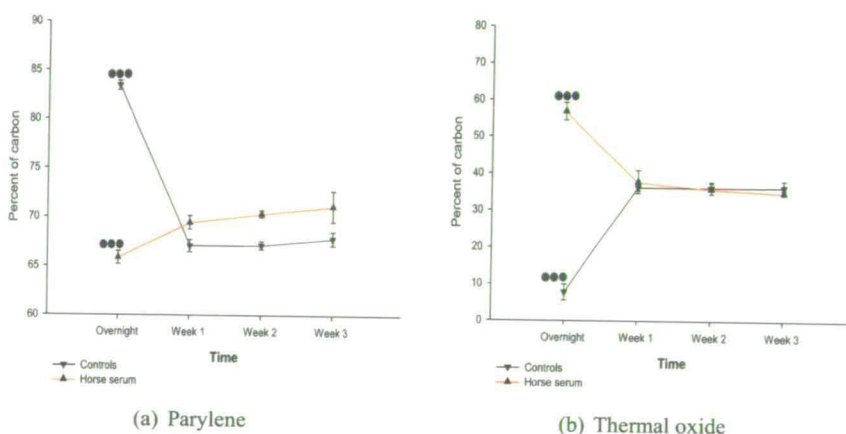 90
85
80
75
70
65
60
Percent of carbon
Overnight
Week 1
Week 2
Week 3
Time
Controls
Horse serum
(a) Parylene
80
70
60
50
40
30
20
10
0
Percent of carbon
Overnight
Week 1
Week 2
Week 3
Time
Controls
Horse serum
(b) Thermal oxide